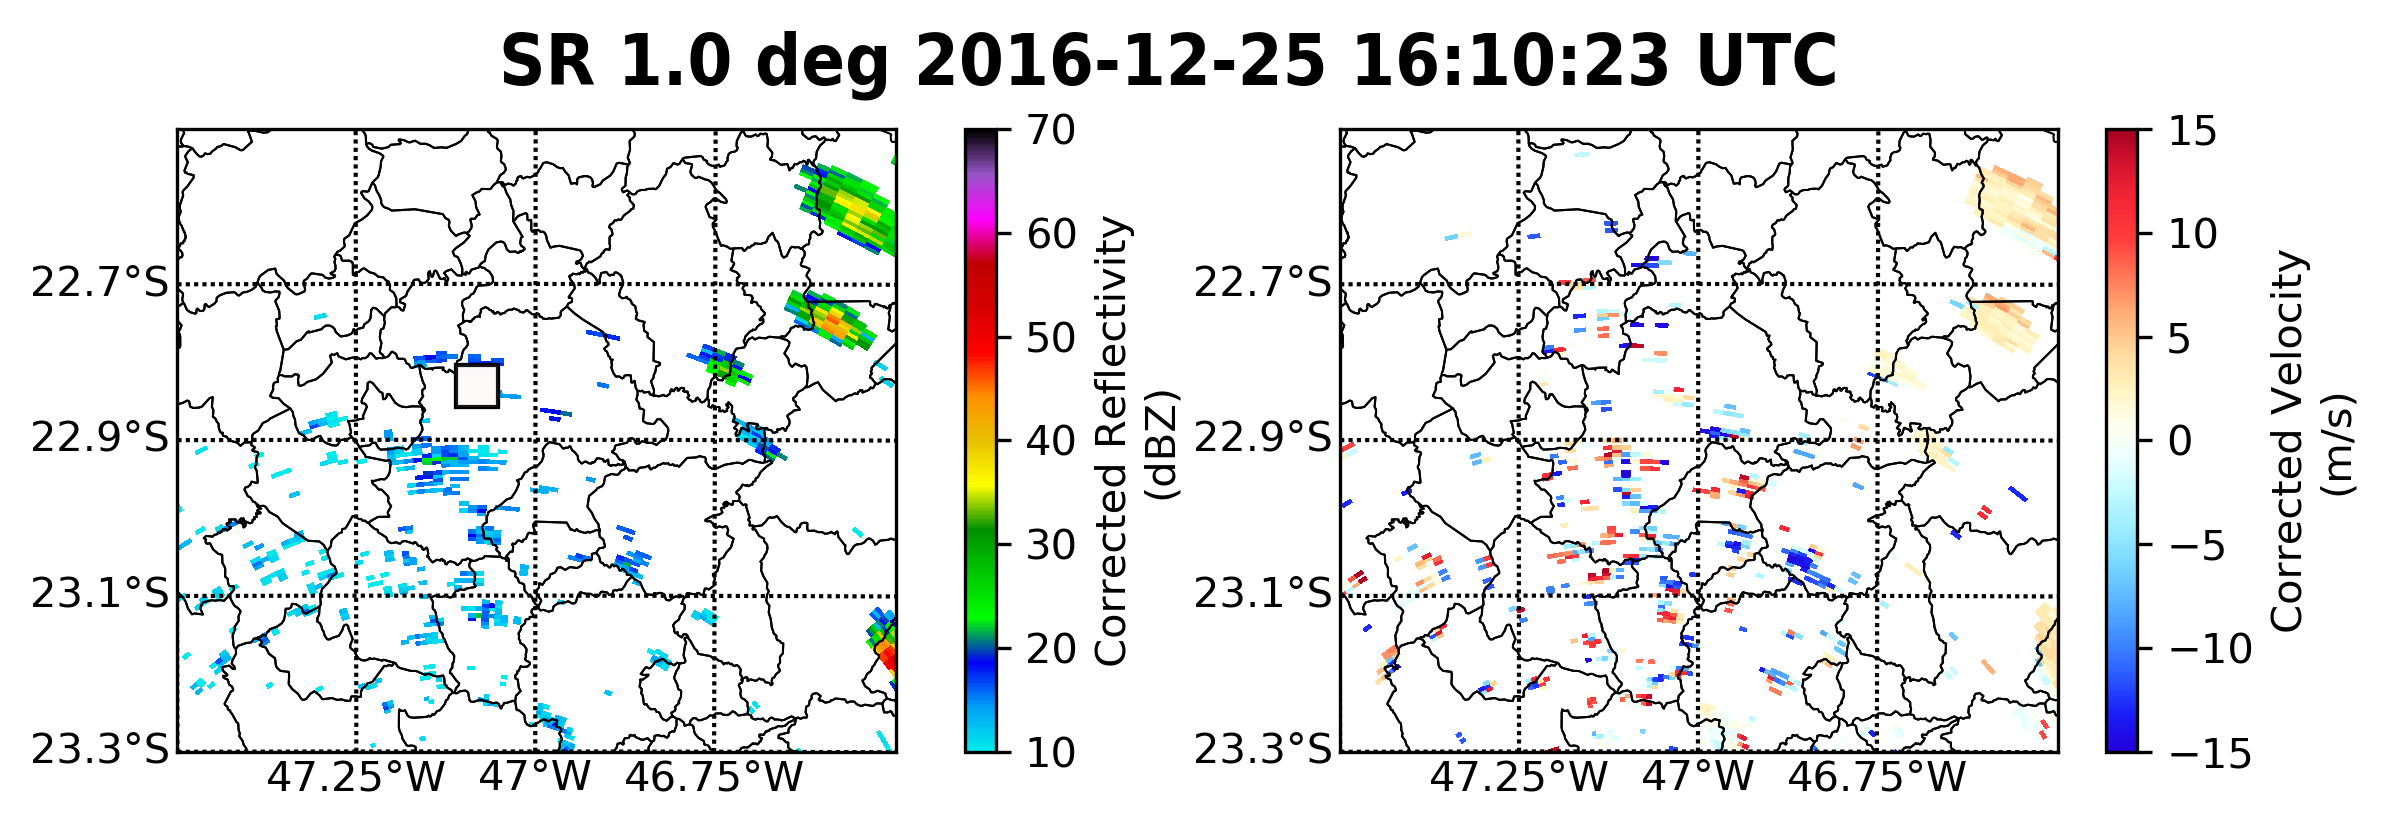 SR 1.0 deg 2016-12-25 16:10:23 UTC
22.7°S
22.9°S
23.1°S
23.3°S
47.25°W
47°W
46.75°W
70
60
50
40
30
20
10
Corrected Reflectivity
(dBZ)
22.7°S
22.9°S
23.1°S
23.3°S
47.25°W
47°W
46.75°W
15
10
5
0
−5
−10
−15
Corrected Velocity
(m/s)